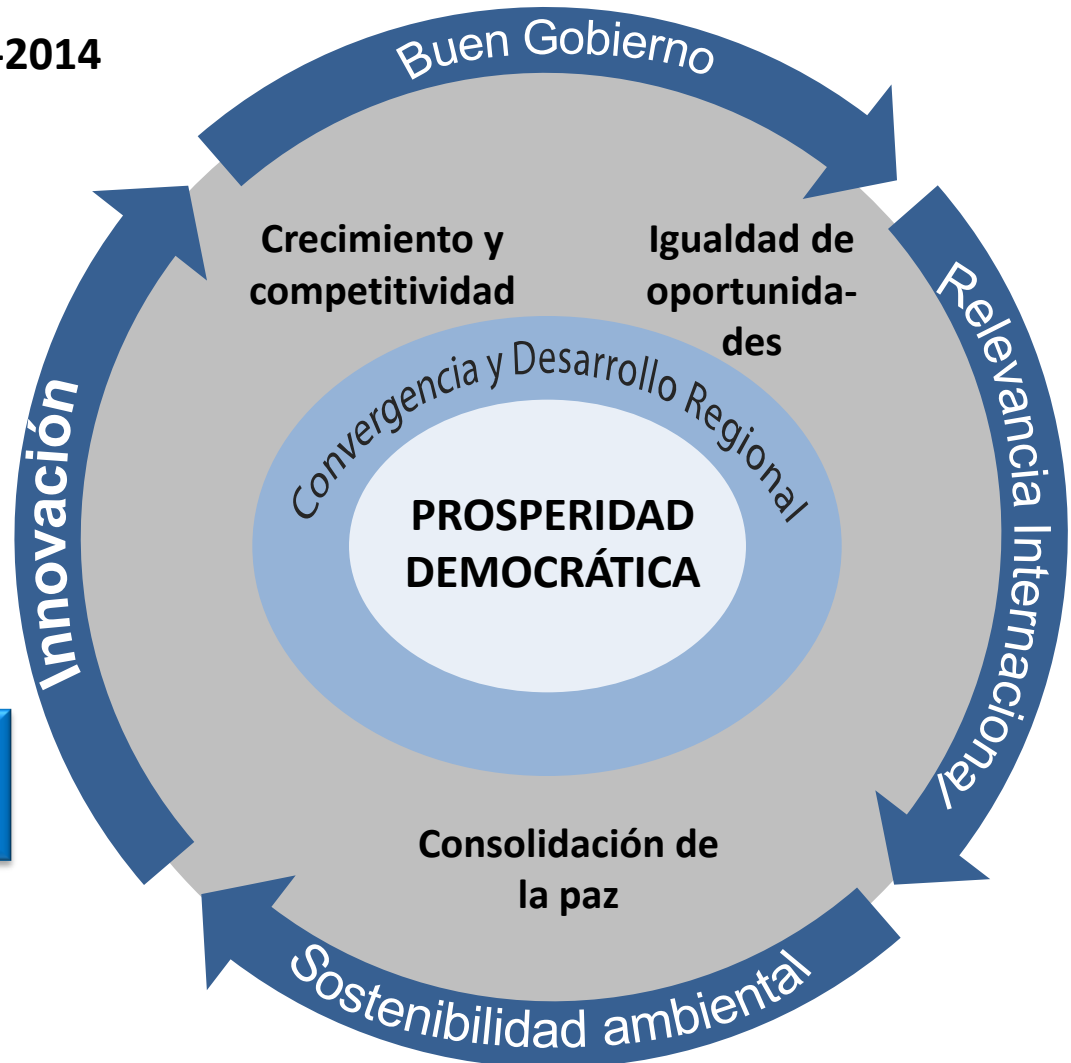 -2014
Buen Gobierno
Crecimiento y
competitividad
Igualdad de
oportunida-
des
Relevancia Internacional
Convergencia y Desarrollo Regional
Innovación
PROSPERIDAD
DEMOCRÁTICA
Consolidación de
la paz
Sostenibilidad ambiental